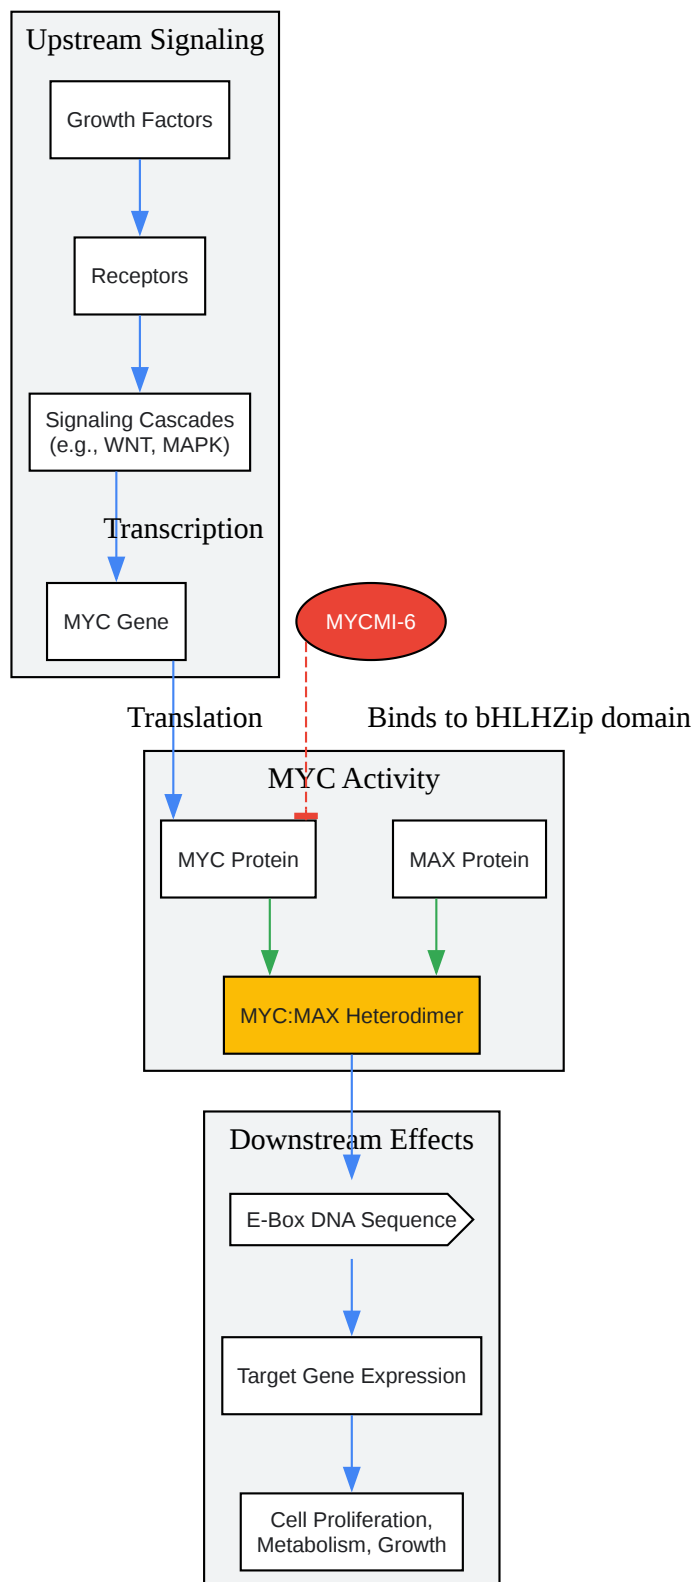 Upstream Signaling
Growth Factors
Receptors
Signaling Cascades
(e.g., WNT, MAPK)
Transcription
MYC Gene
MYCMI-6
Translation
Binds to bHLHZip domain
MYC Activity
MYC Protein
MAX Protein
MYC:MAX Heterodimer
Downstream Effects
E-Box DNA Sequence
Target Gene Expression
Cell Proliferation,
Metabolism, Growth